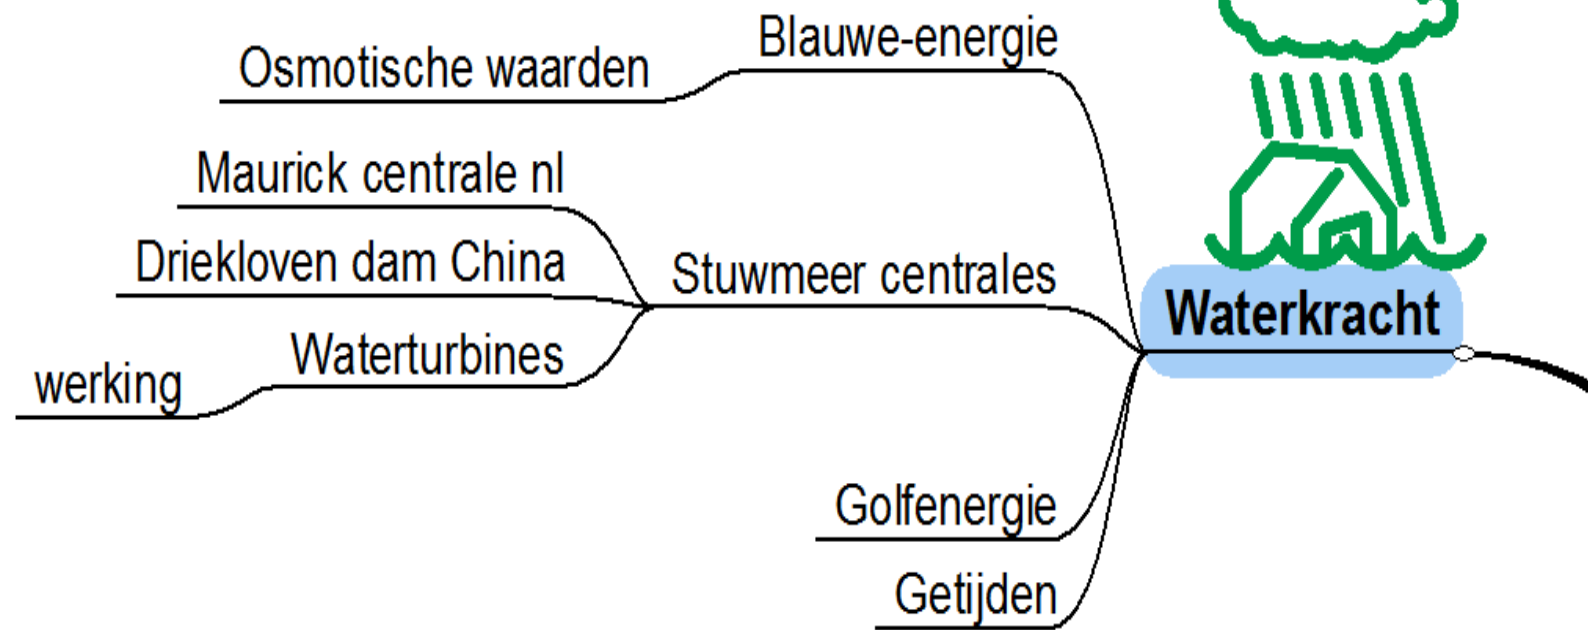 Blauwe-energie
Osmotische waarden
Maurick centrale nl
Driekloven dam China
Stuwmeer centrales
Waterkracht
Waterturbines
werking
Golfenergie
Getijden